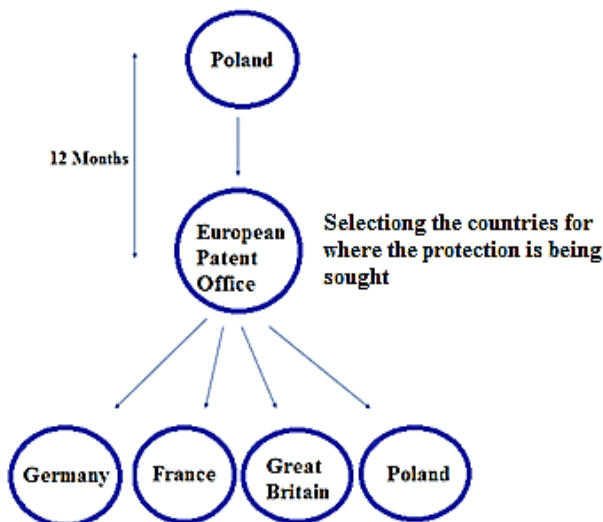 Poland
12 Months
European
Patent
Office
Selectiong the countries for
where the protection is being
sought
Germany
France
Great
Britain
Poland